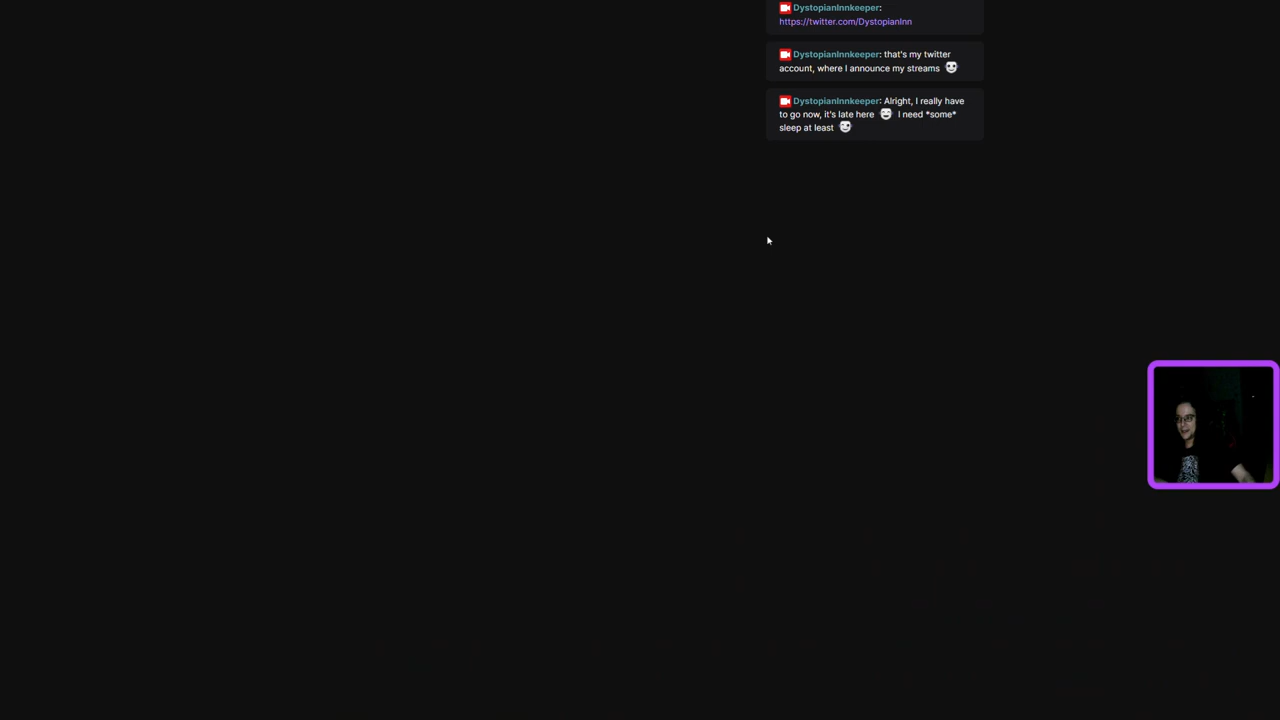 DystopianInnkeeper:
https://twitter.com/DystopianInn
DystopianInnkeeper: that's my twitter
account, where I announce my streams
DystopianInnkeeper: Alright, I really have
to go now, it's late here I need *some*
sleep at least